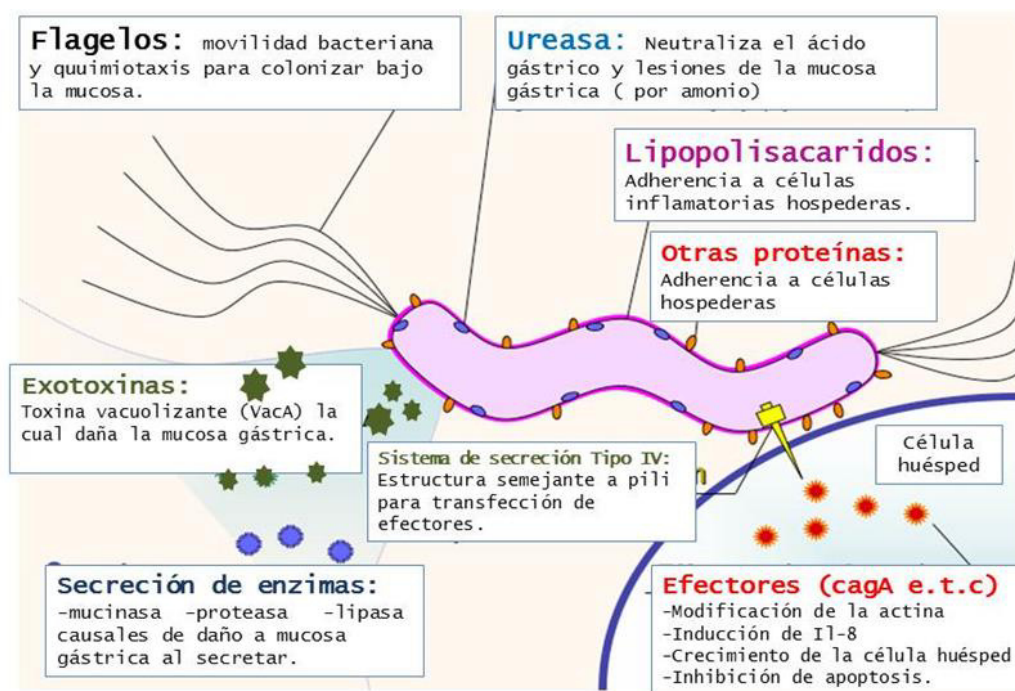 Flagelos: movilidad bacteriana
y quuimiotaxis para colonizar bajo
la mucosa.
Ureasa: Neutraliza el ácido
gástrico y lesiones de la mucosa
gástrica ( por amonio)
Lipopolisacaridos:
Adherencia a células
inflamatorias hospederas.
Otras proteínas:
Adherencia a células
hospederas
Exotoxinas:
Toxina vacuolizante (VacA) la
cual daña la mucosa gástrica.
Sistema de secreción Tipo IV:
Estructura semejante a pili
para transfección de
efectores.
Célula
huésped
Secreción de enzimas:
-mucinasa -proteasa -lipasa
causales de daño a mucosa
gástrica al secretar.
Efectores (cagA e.t.c)
-Modificación de la actina
-Inducción de Il-8
-Crecimiento de la célula huésped
-Inhibición de apoptosis.